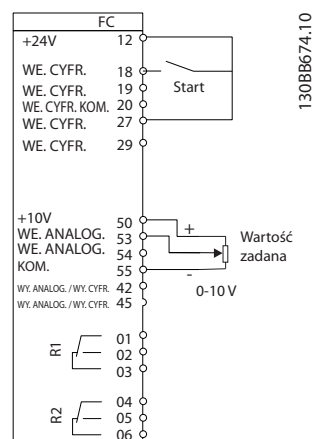 FC
+24V 12
WE. CYFR. 18
WE. CYFR. 19
WE. CYFR. KOM. 20
WE. CYFR. 27
WE. CYFR. 29
Start
+10V 50
WE. ANALOG. 53
WE. ANALOG. 54
KOM. 55
WY. ANALOG. / WY. CYFR. 42
WY. ANALOG. / WY. CYFR. 45
+
-
Wartość
zadana
0-10 V
R1
01
02
03
R2
04
05
06
130BB674.10